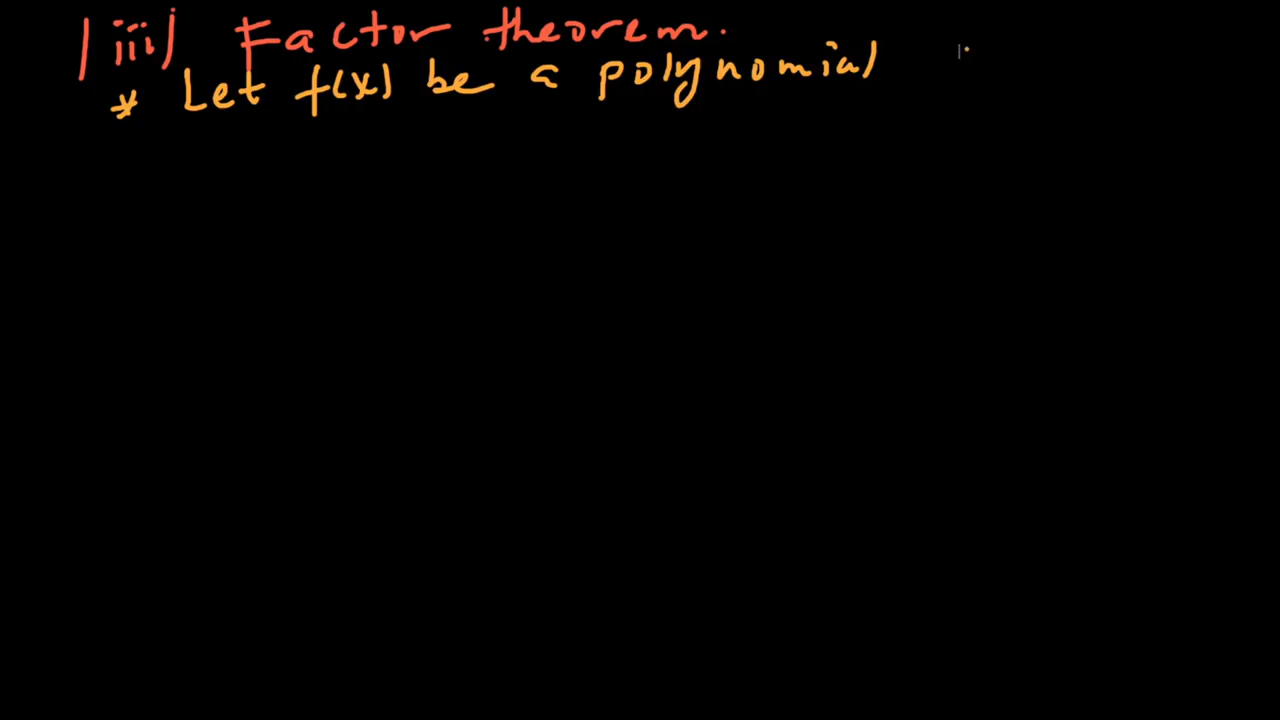 (iii) Factor theorem.
* Let f(x) be a polynomial